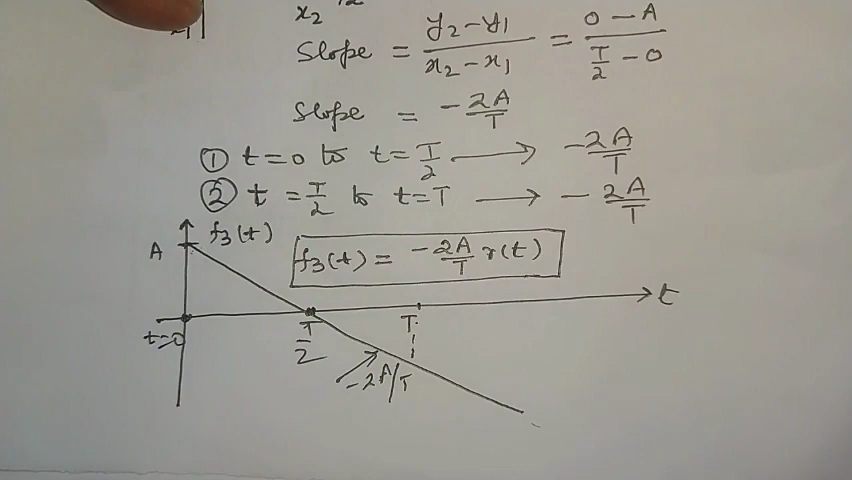 x₂
Slope = (y₂-y₁)/(x₂-x₁) = (0-A)/(T/2 - 0)
Slope = -2A/T
① t=0 to t=T/2 → -2A/T
② t=T/2 to t=T → -2A/T
A f₃(t) f₃(t) = -2A/T r(t)
t
t=0 T/2 T
-2A/T